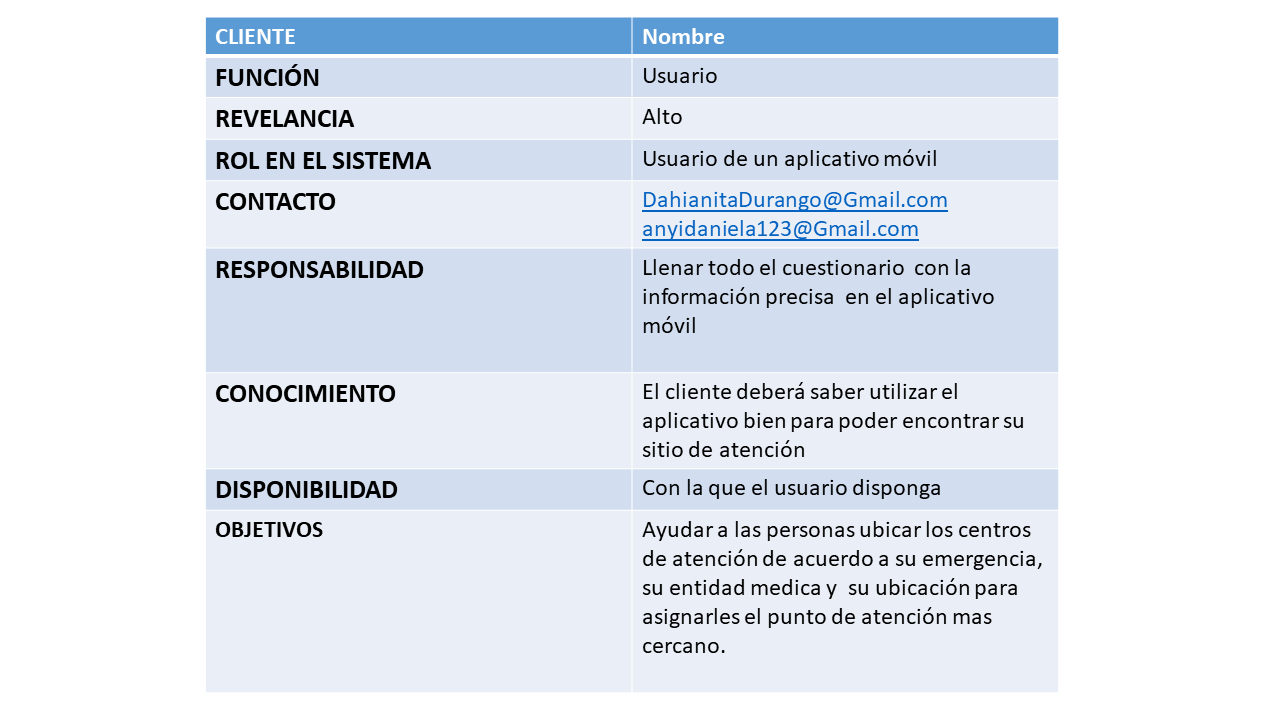 CLIENTE Nombre
FUNCIÓN Usuario
REVELANCIA Alto
ROL EN EL SISTEMA Usuario de un aplicativo móvil
CONTACTO DahianitaDurango@Gmail.com
anyidaniela123@Gmail.com
RESPONSABILIDAD Llenar todo el cuestionario con la
información precisa en el aplicativo
móvil
CONOCIMIENTO El cliente deberá saber utilizar el
aplicativo bien para poder encontrar su
sitio de atención
DISPONIBILIDAD Con la que el usuario disponga
OBJETIVOS Ayudar a las personas ubicar los centros
de atención de acuerdo a su emergencia,
su entidad medica y su ubicación para
asignarles el punto de atención mas
cercano.